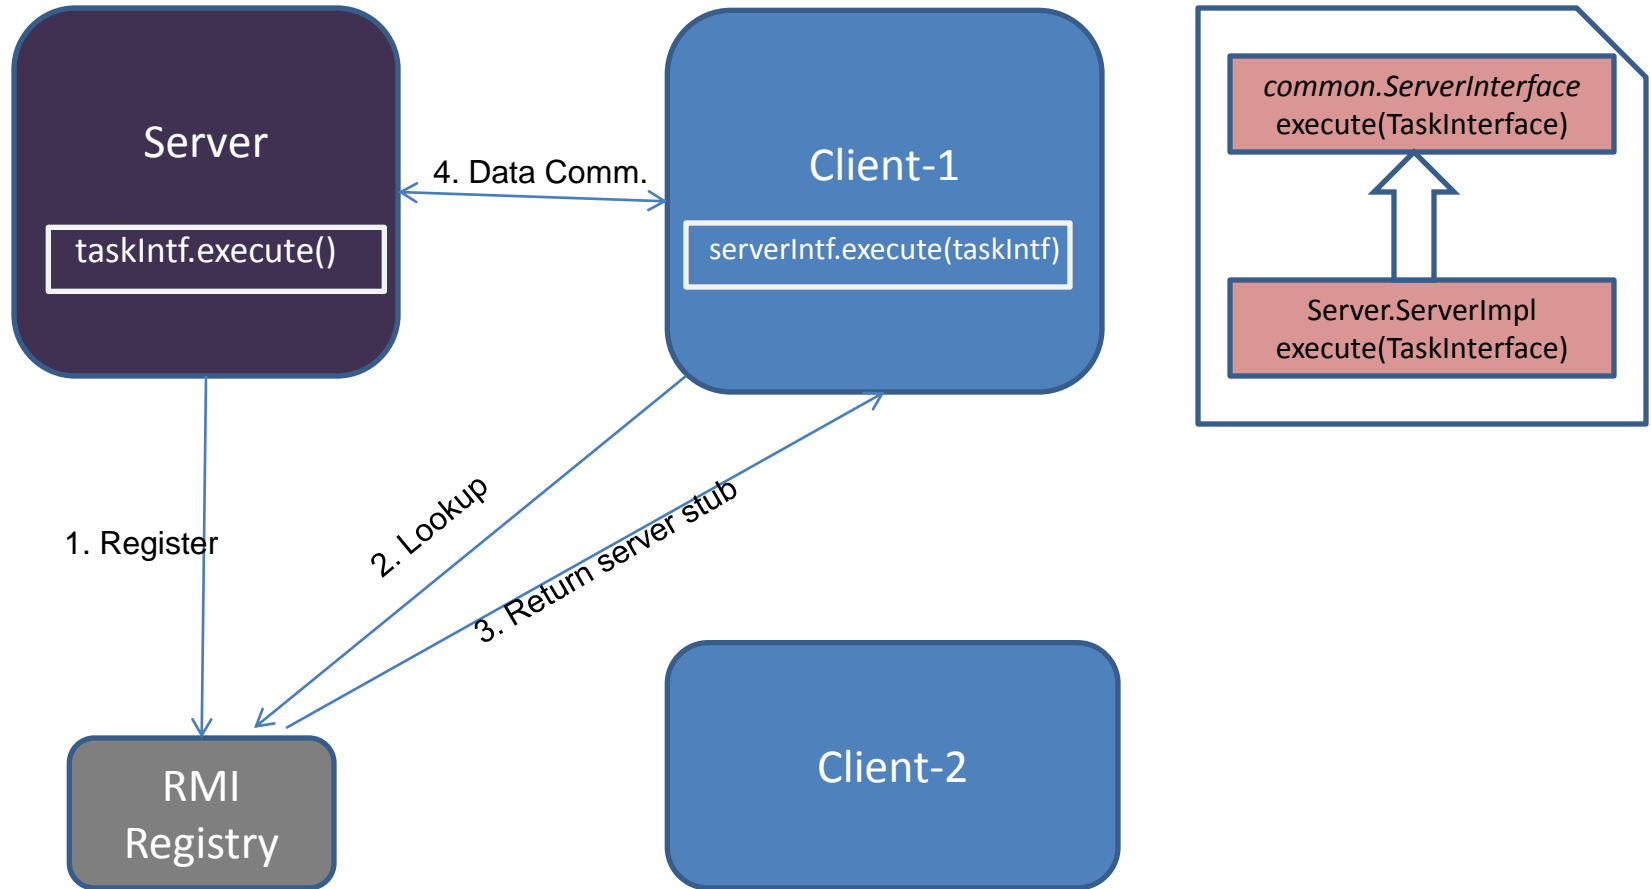 Server
taskIntf.execute()
4. Data Comm.
Client-1
serverIntf.execute(taskIntf)
common.ServerInterface
execute(TaskInterface)
Server.ServerImpl
execute(TaskInterface)
1. Register
2. Lookup
3. Return server stub
RMI
Registry
Client-2